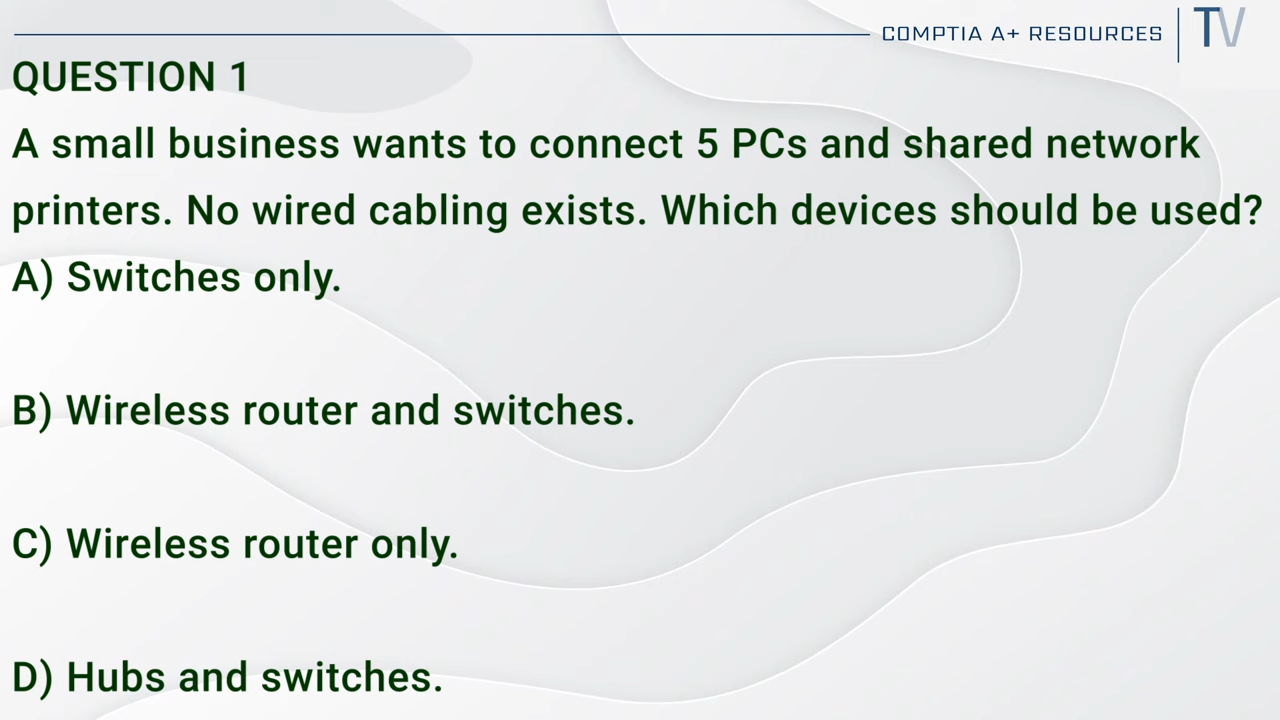 COMPTIA A+ RESOURCES
TV
QUESTION 1
A small business wants to connect 5 PCs and shared network
printers. No wired cabling exists. Which devices should be used?
A) Switches only.
B) Wireless router and switches.
C) Wireless router only.
D) Hubs and switches.